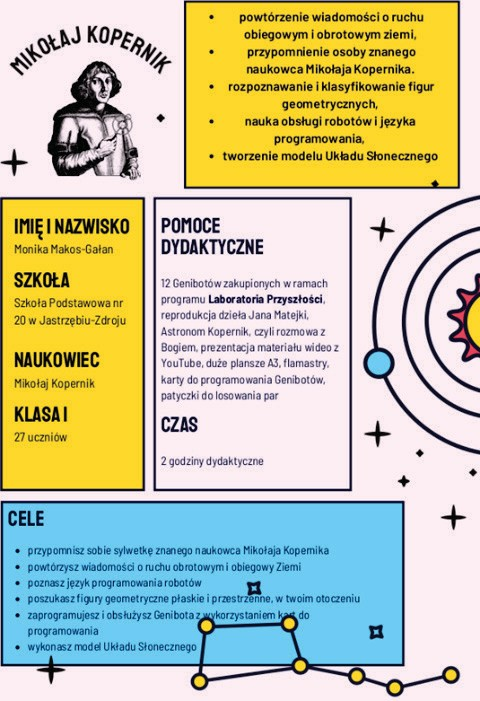 MIKOŁAJ KOPERNIK
• powtórzenie wiadomości o ruchu
obiegowym i obrotowym ziemi,
• przypomnienie osoby znanego
naukowca Mikołaja Kopernika.
• rozpoznawanie i klasyfikowanie figur
geometrycznych,
• nauka obsługi robotów i języka
programowania,
• tworzenie modelu Układu Słonecznego
IMIĘ I NAZWISKO
Monika Makos-Gałan
SZKOŁA
Szkoła Podstawowa nr
20 w Jastrzębiu-Zdroju
NAUKOWIEC
Mikołaj Kopernik
KLASA I
27 uczniów
POMOCE
DYDAKTYCZNE
12 Genibotów zakupionych w ramach
programu Laboratoria Przyszłości,
reprodukcja dzieła Jana Matejki,
Astronom Kopernik, czyli rozmowa z
Bogiem, prezentacja materiału wideo z
YouTube, duże plansze A3, flamastry,
karty do programowania Genibotów,
patyczki do losowania par
CZAS
2 godziny dydaktyczne
CELE
• przypomnisz sobie sylwetkę znanego naukowca Mikołaja Kopernika
• powtórzysz wiadomości o ruchu obrotowym i obiegowy Ziemi
• poznasz język programowania robotów
• poszukasz figury geometryczne płaskie i przestrzenne, w twoim otoczeniu
• zaprogramujesz i obsłużysz Genibota z wykorzystaniem kart do
programowania
• wykonasz model Układu Słonecznego